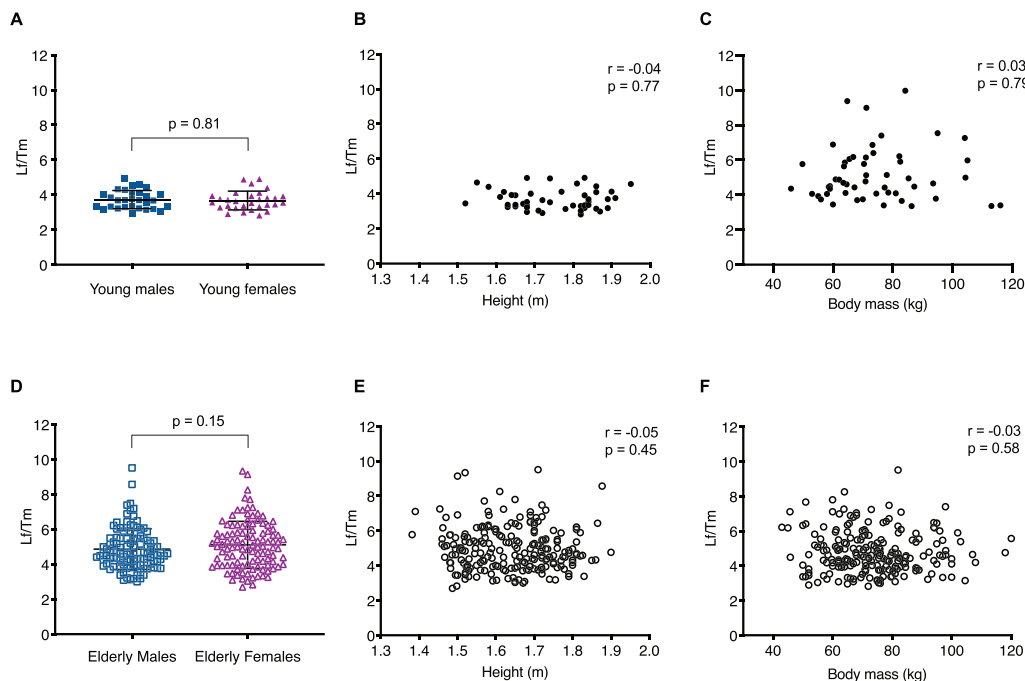 A
12
10
8
6
4
2
0
Lf/Tm
p = 0.81
Young males
Young females
B
12
10
8
6
4
2
0
Lf/Tm
r = -0.04
p = 0.77
1.3
1.4
1.5
1.6
1.7
1.8
1.9
2.0
Height (m)
C
12
10
8
6
4
2
0
Lf/Tm
r = 0.03
p = 0.79
40
60
80
100
120
Body mass (kg)
D
12
10
8
6
4
2
0
Lf/Tm
p = 0.15
Elderly Males
Elderly Females
E
12
10
8
6
4
2
0
Lf/Tm
r = -0.05
p = 0.45
1.3
1.4
1.5
1.6
1.7
1.8
1.9
2.0
Height (m)
F
12
10
8
6
4
2
0
Lf/Tm
r = -0.03
p = 0.58
40
60
80
100
120
Body mass (kg)